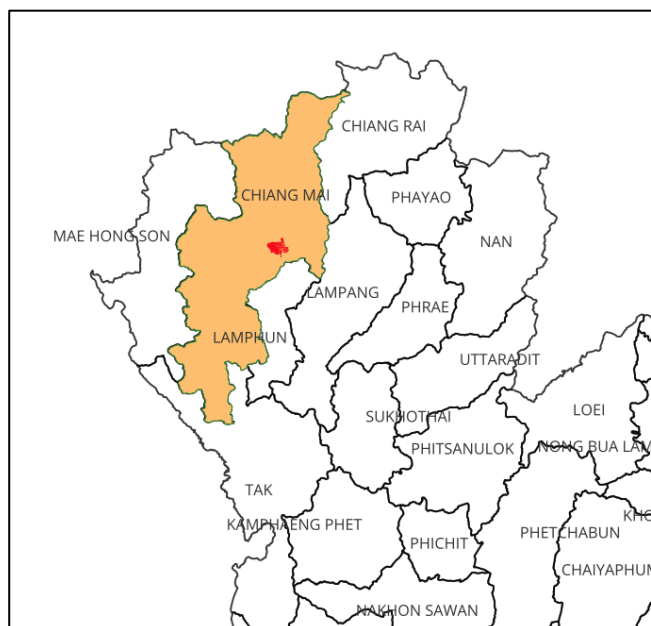 CHIANG RAI
CHIANG MAI
PHAYAO
MAE HONG SON
NAN
LAMPANG
PHRAE
LAMPHUN
UTTARADIT
SUKHOTHAI
LOEI
PHITSANULOK
NONG BUA LAM
TAK
KAMPHAENG PHET
KHO
PHETCHABUN
PHICHIT
CHAIYAPHUM
NAKHON SAWAN